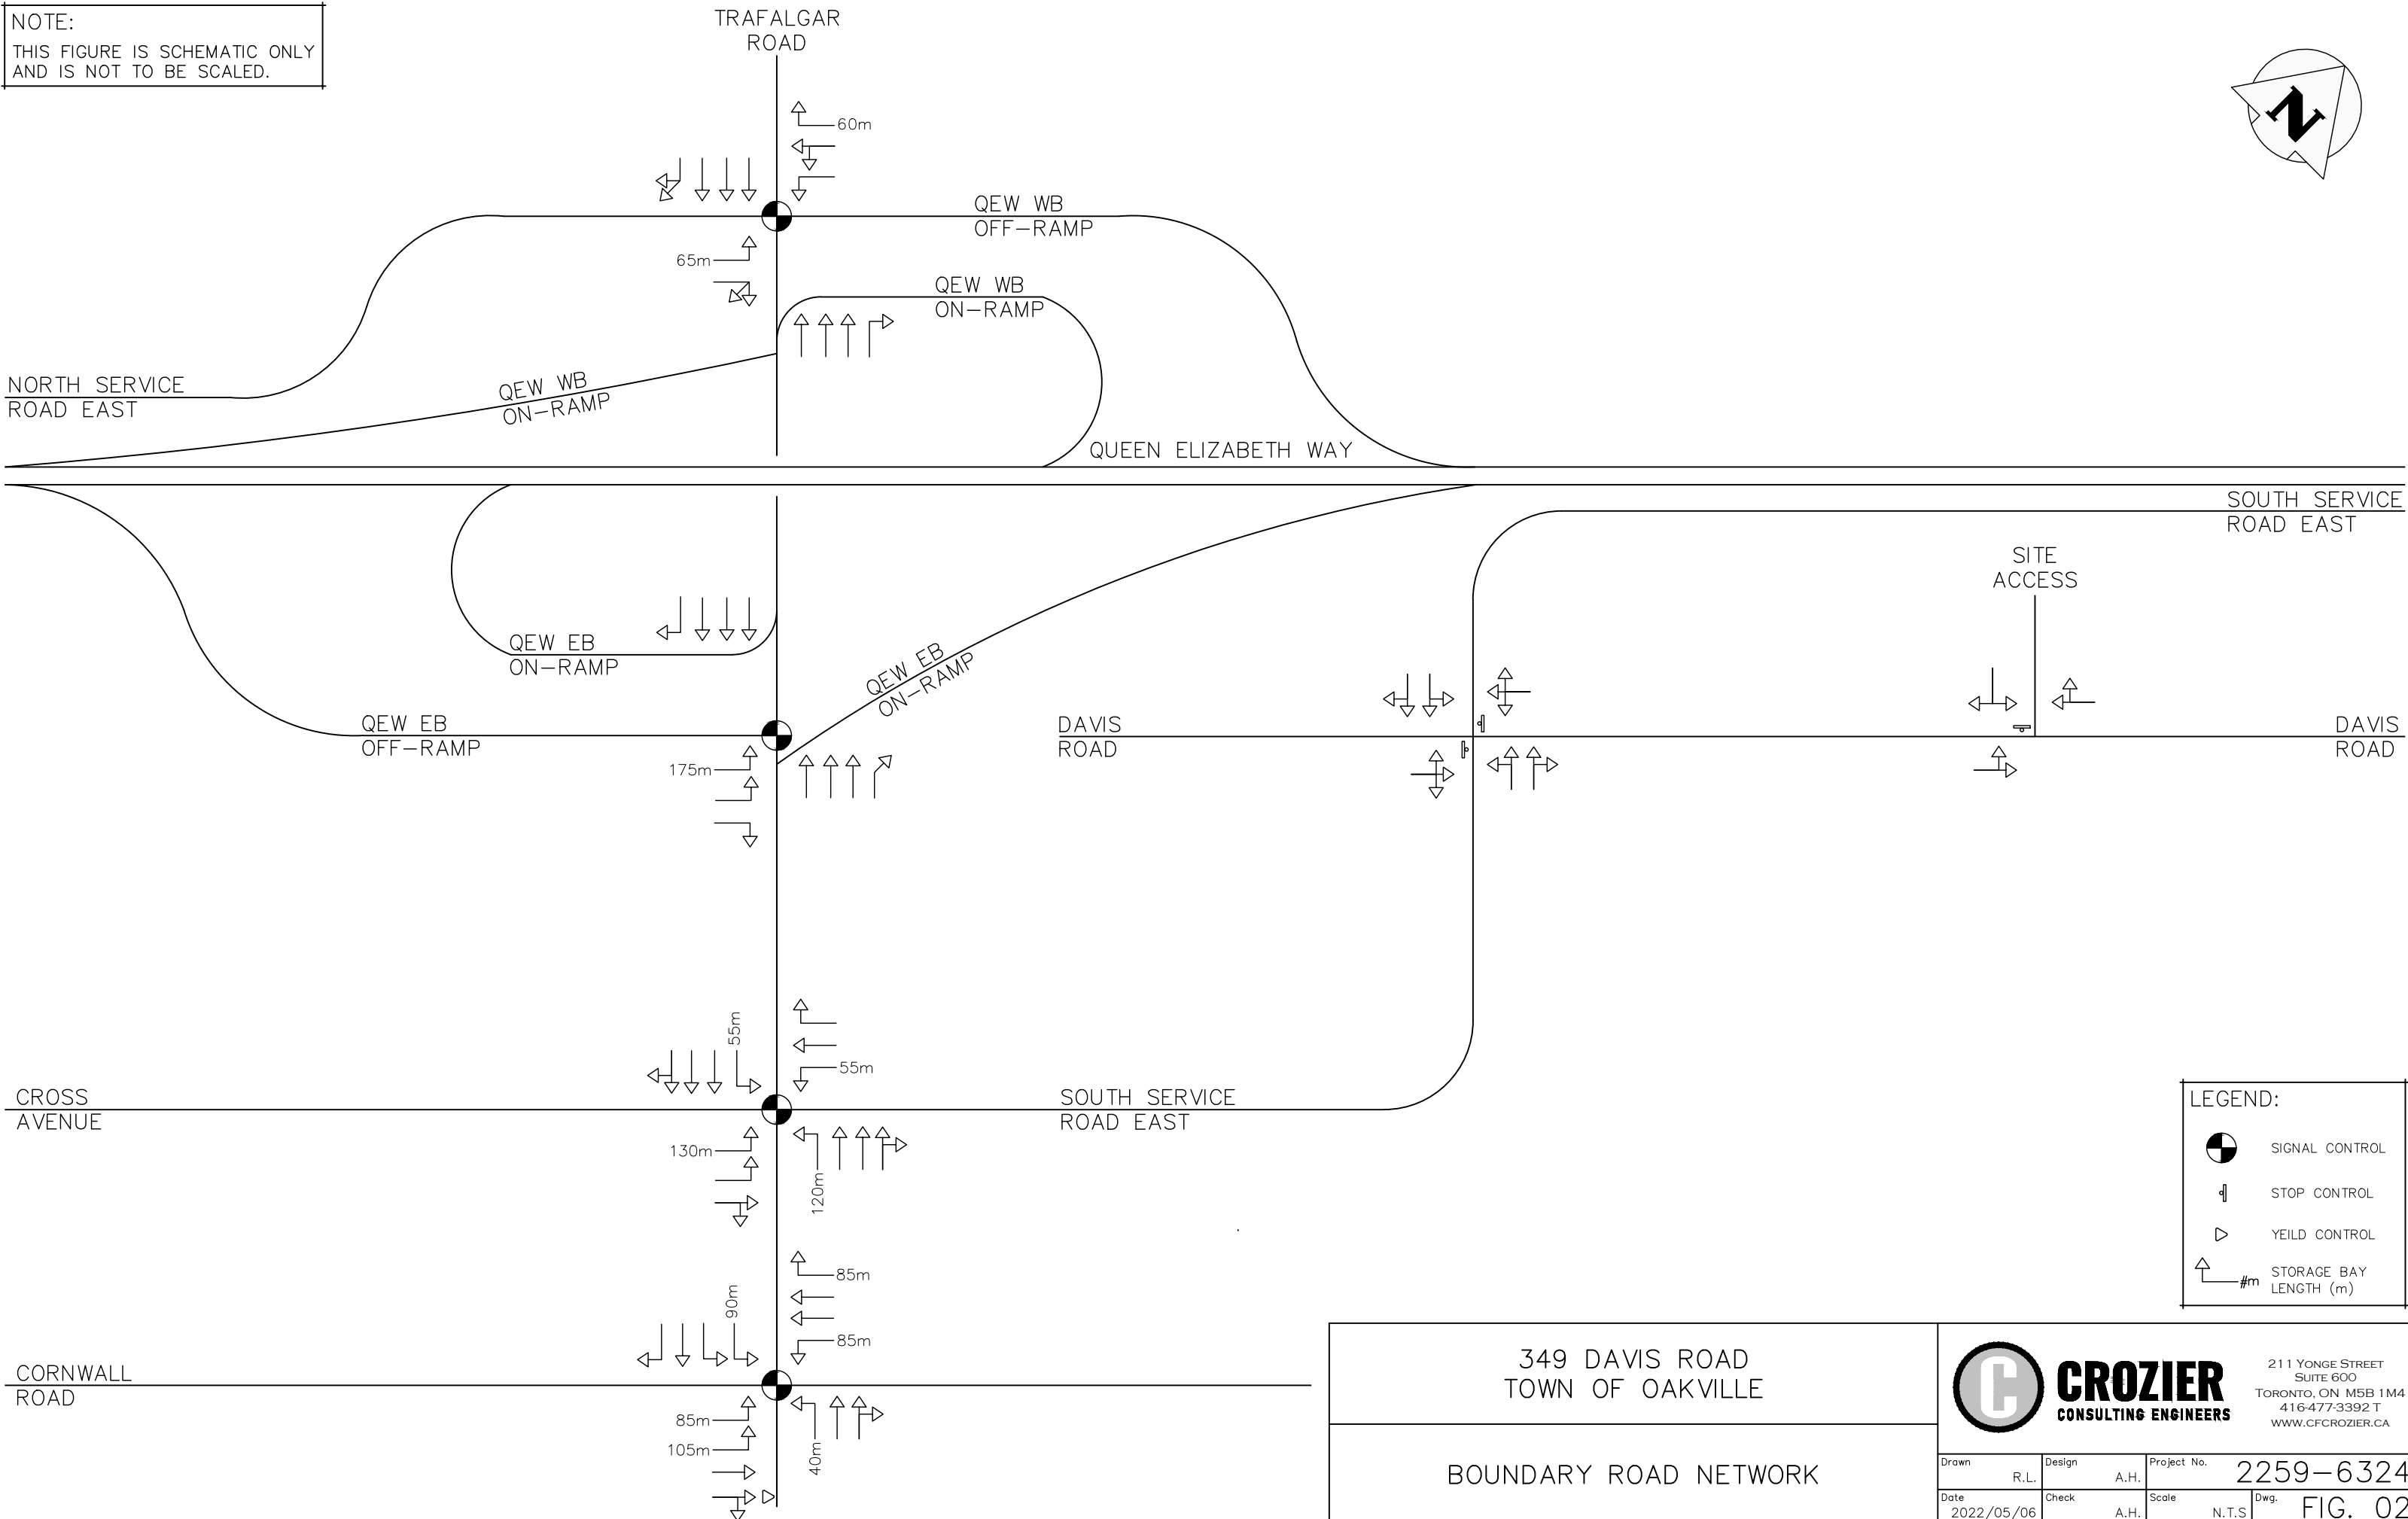 NOTE:
THIS FIGURE IS SCHEMATIC ONLY
AND IS NOT TO BE SCALED.
TRAFALGAR
ROAD
N
60m
QEW WB
OFF-RAMP
65m
QEW WB
ON-RAMP
NORTH SERVICE
ROAD EAST
QEW WB
ON-RAMP
QUEEN ELIZABETH WAY
SOUTH SERVICE
ROAD EAST
SITE
ACCESS
QEW EB
ON-RAMP
QEW EB
ON-RAMP
QEW EB
OFF-RAMP
DAVIS
ROAD
DAVIS
ROAD
175m
55m
55m
CROSS
AVENUE
SOUTH SERVICE
ROAD EAST
130m
120m
LEGEND:
SIGNAL CONTROL
STOP CONTROL
YEILD CONTROL
#m
STORAGE BAY
LENGTH (m)
85m
90m
85m
CORNWALL
ROAD
85m
105m
40m
349 DAVIS ROAD
TOWN OF OAKVILLE
BOUNDARY ROAD NETWORK
C
CROZIER
CONSULTING ENGINEERS
211 YONGE STREET
SUITE 600
TORONTO, ON M5B 1M4
416-477-3392 T
WWW.CFCROZIER.CA
Drawn R.L.
Design A.H.
Project No. 2259-6324
Date 2022/05/06
Check A.H.
Scale N.T.S
Dwg. FIG. 02